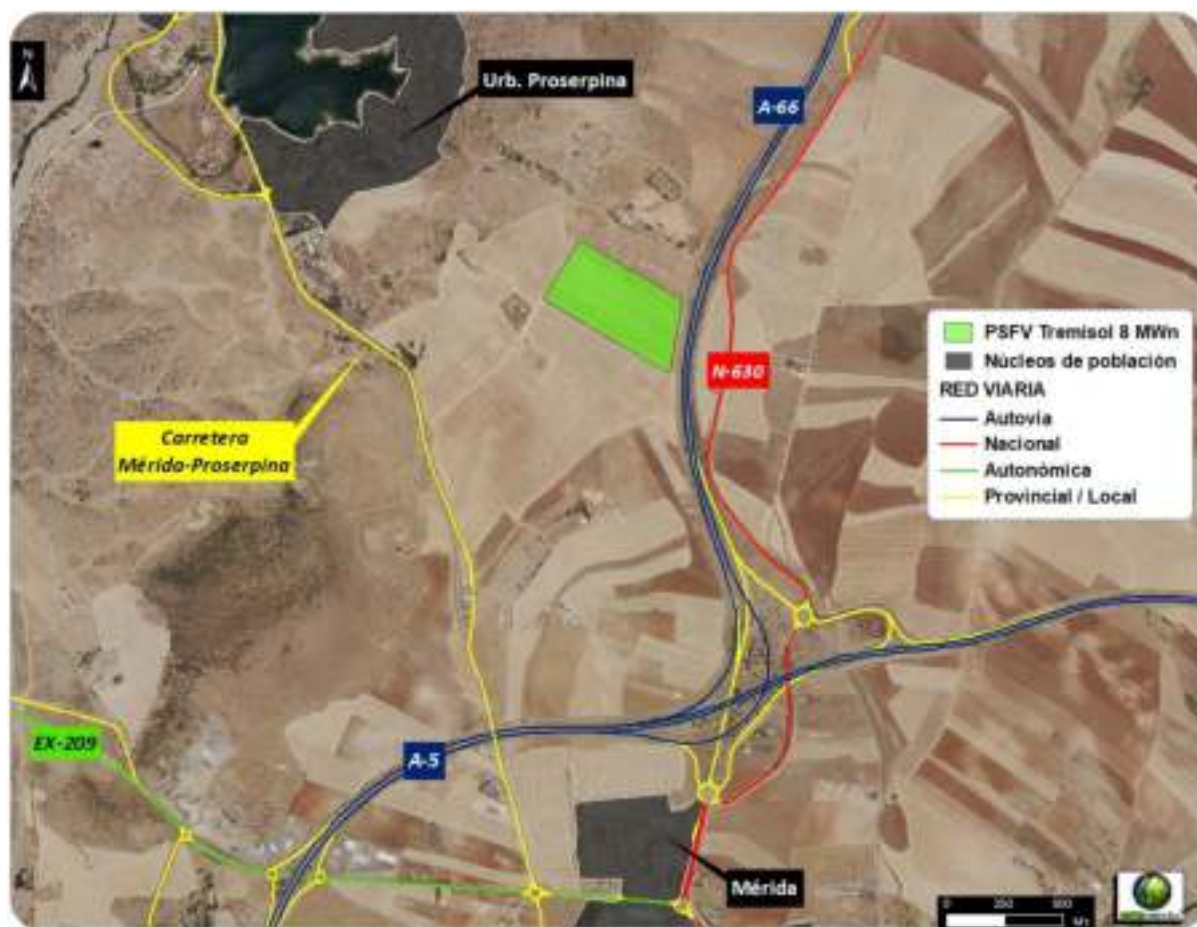 N
Urb. Proserpina
A-66
N-630
PSFV Tremisol 8 MWn
Núcleos de población
RED VIARIA
Autovía
Nacional
Autonómica
Provincial / Local
Carretera
Mérida-Proserpina
EX-209
A-5
Mérida
0